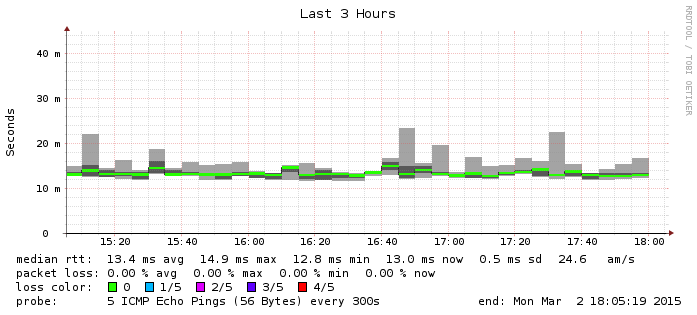 Last 3 Hours
RRDTOOL / TOBI OETIKER
Seconds
40 m
30 m
20 m
10 m
0
15:20 15:40 16:00 16:20 16:40 17:00 17:20 17:40 18:00
median rtt: 13.4 ms avg 14.9 ms max 12.8 ms min 13.0 ms now 0.5 ms sd 24.6 am/s
packet loss: 0.00 % avg 0.00 % max 0.00 % min 0.00 % now
loss color: 0 1/5 2/5 3/5 4/5
probe: 5 ICMP Echo Pings (56 Bytes) every 300s end: Mon Mar 2 18:05:19 2015